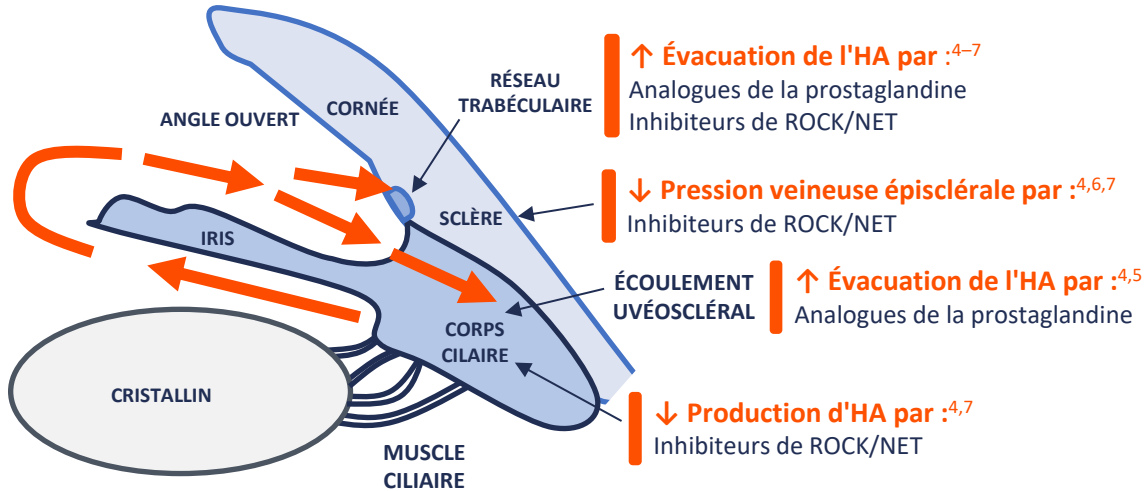 ↑ Évacuation de l'HA par :4–7
Analogues de la prostaglandine
Inhibiteurs de ROCK/NET
RÉSEAU
TRABÉCULAIRE
CORNÉE
ANGLE OUVERT
↓ Pression veineuse épisclérale par :4,6,7
Inhibiteurs de ROCK/NET
SCLÈRE
IRIS
ÉCOULEMENT
UVÉOSCLÉRAL
↑ Évacuation de l'HA par :4,5
Analogues de la prostaglandine
CORPS
CILAIRE
CRISTALLIN
↓ Production d'HA par :4,7
Inhibiteurs de ROCK/NET
MUSCLE
CILIAIRE